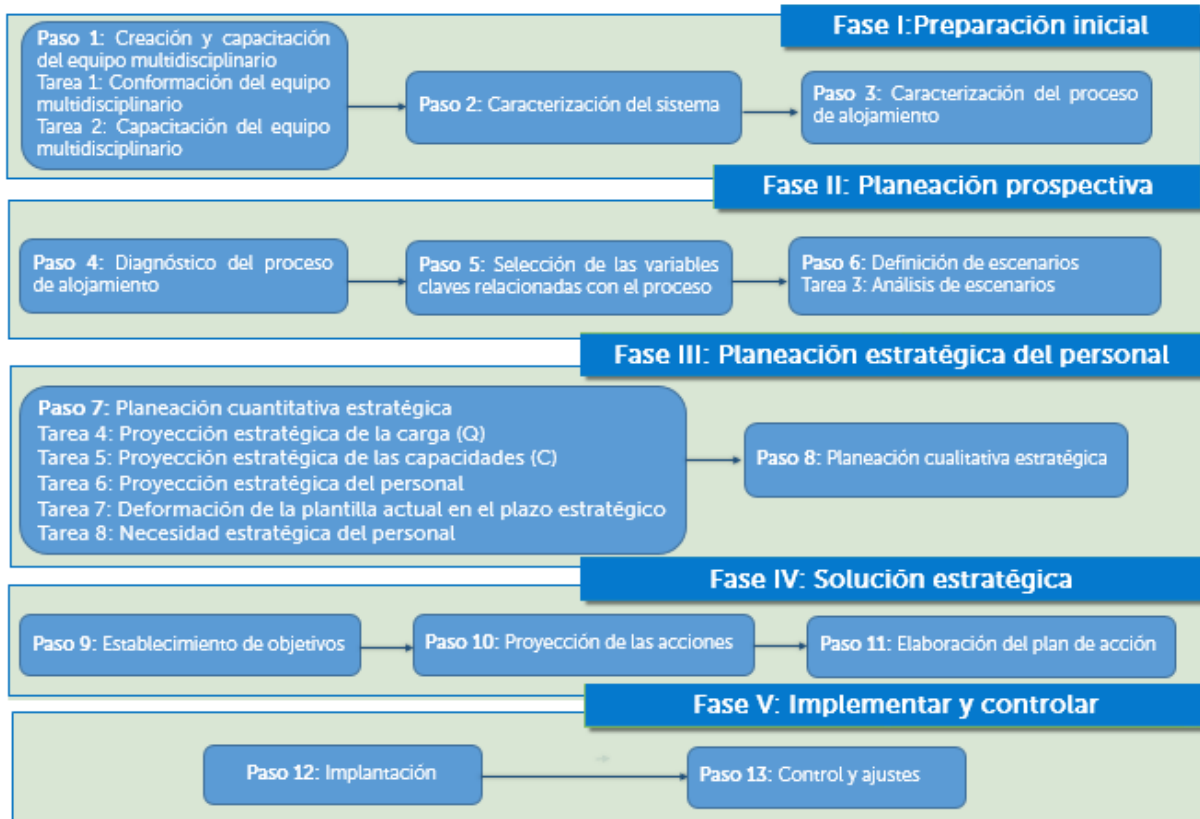 Fase I:Preparación inicial
Paso 1: Creación y capacitación
del equipo multidisciplinario
Tarea 1: Conformación del equipo
multidisciplinario
Tarea 2: Capacitación del equipo
multidisciplinario
Paso 2: Caracterización del sistema
Paso 3: Caracterización del proceso
de alojamiento
Fase II: Planeación prospectiva
Paso 4: Diagnóstico del proceso
de alojamiento
Paso 5: Selección de las variables
claves relacionadas con el proceso
Paso 6: Definición de escenarios
Tarea 3: Análisis de escenarios
Fase III: Planeación estratégica del personal
Paso 7: Planeación cuantitativa estratégica
Tarea 4: Proyección estratégica de la carga (Q)
Tarea 5: Proyección estratégica de las capacidades (C)
Tarea 6: Proyección estratégica del personal
Tarea 7: Deformación de la plantilla actual en el plazo estratégico
Tarea 8: Necesidad estratégica del personal
Paso 8: Planeación cualitativa estratégica
Fase IV: Solución estratégica
Paso 9: Establecimiento de objetivos
Paso 10: Proyección de las acciones
Paso 11: Elaboración del plan de acción
Fase V: Implementar y controlar
Paso 12: Implantación
Paso 13: Control y ajustes